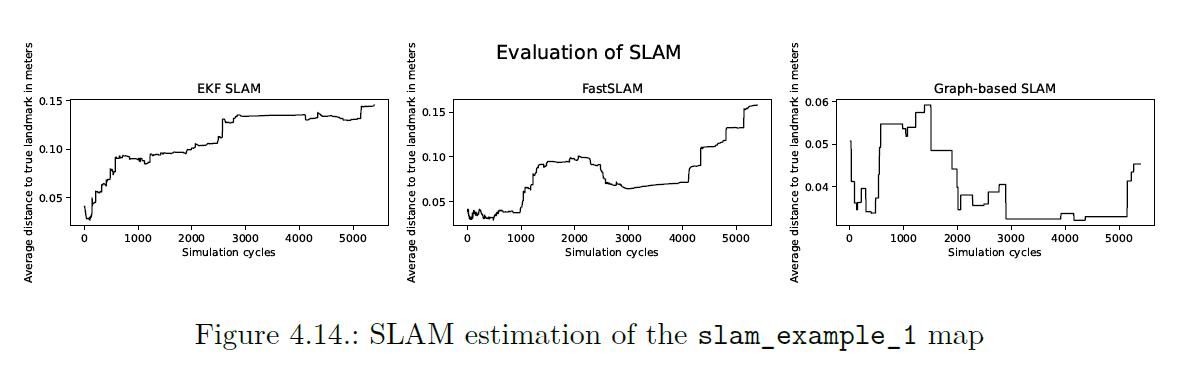 Evaluation of SLAM
EKF SLAM
Average distance to true landmark in meters
0.15
0.10
0.05
0 1000 2000 3000 4000 5000
Simulation cycles
FastSLAM
Average distance to true landmark in meters
0.15
0.10
0.05
0 1000 2000 3000 4000 5000
Simulation cycles
Graph-based SLAM
Average distance to true landmark in meters
0.06
0.05
0.04
0 1000 2000 3000 4000 5000
Simulation cycles
Figure 4.14.: SLAM estimation of the slam_example_1 map